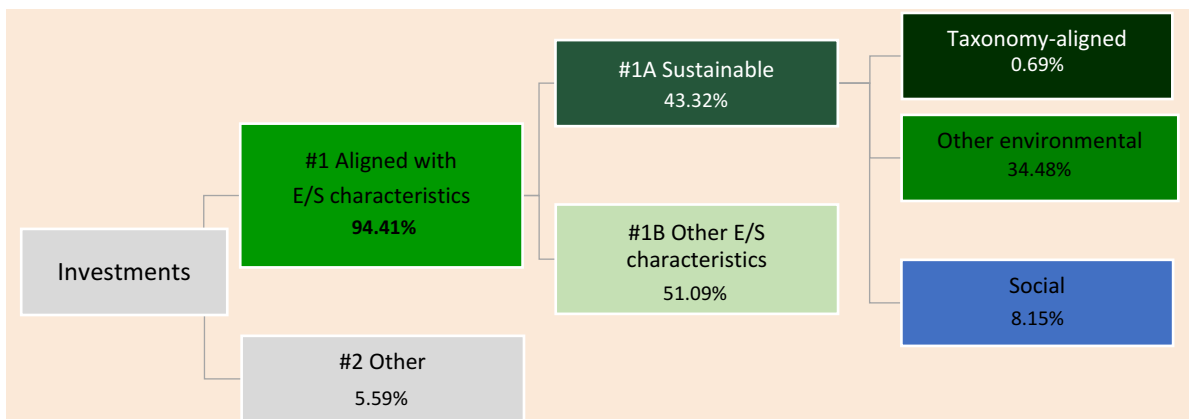 Investments
#1 Aligned with
E/S characteristics
94.41%
#2 Other
5.59%
#1A Sustainable
43.32%
#1B Other E/S
characteristics
51.09%
Taxonomy-aligned
0.69%
Other environmental
34.48%
Social
8.15%